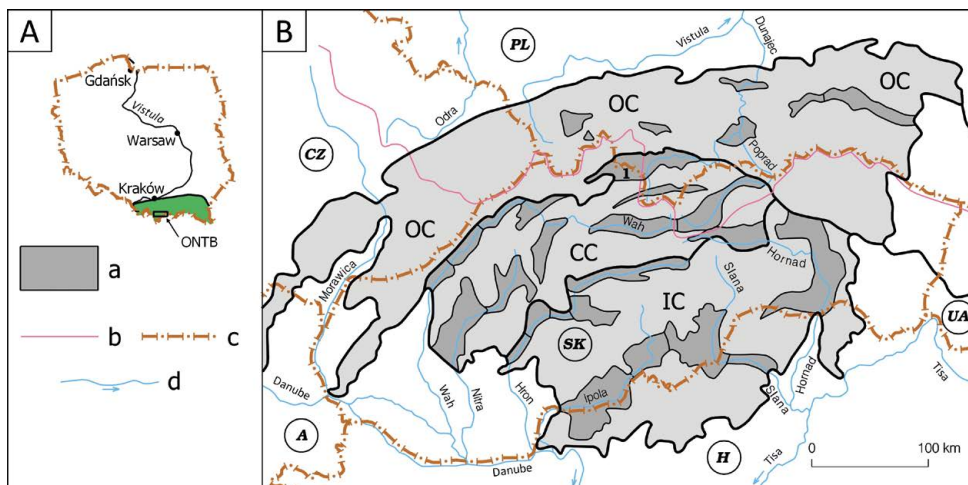 A
Gdańsk
Vistula
Warsaw
Kraków
ONTB
a
b
c
d
B
PL
Vistula
Dunajec
Odra
OC
OC
CZ
Poprad
1
OC
Wah
CC
Hornad
Morawica
Slana
IC
SK
UA
Danube
Wah
Nitra
Hron
Ipola
Slana
Hornad
Tisa
A
H
Danube
Tisa
0
100 km